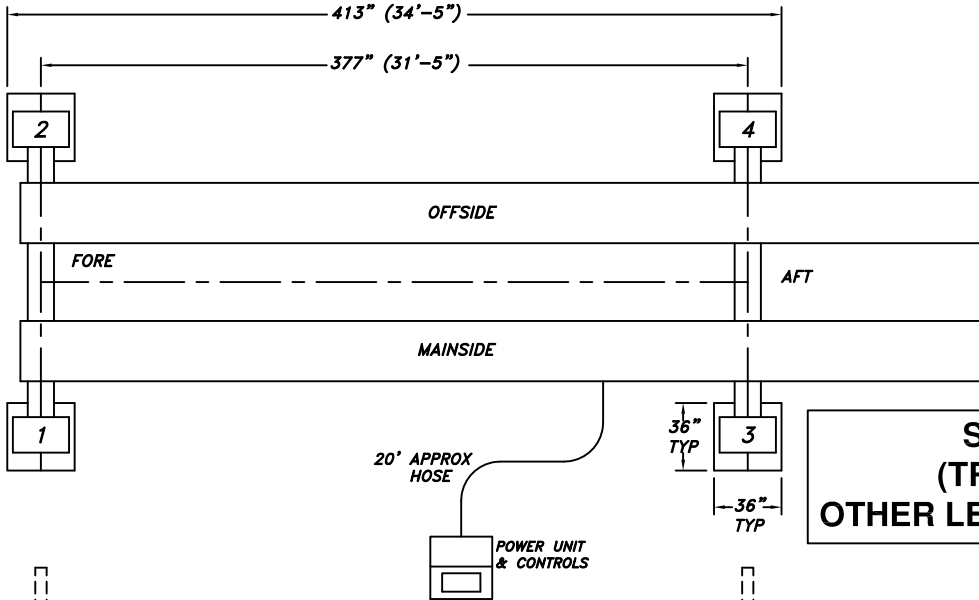 413" (34'-5")
377" (31'-5")
2
4
OFFSIDE
FORE
AFT
MAINSIDE
1
3
36"
TYP
20' APPROX
HOSE
36"
TYP
OTHER
POWER UNIT
& CONTROLS